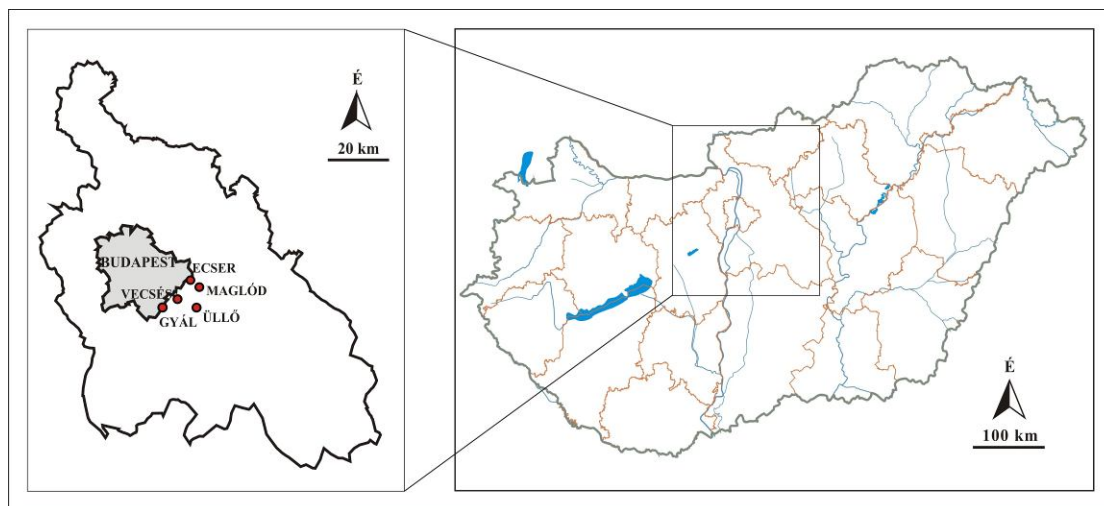 É
20 km
BUDAPEST
ECSER
MAGLÓD
VECSÉS
ÜLLŐ
GYÁL
É
100 km